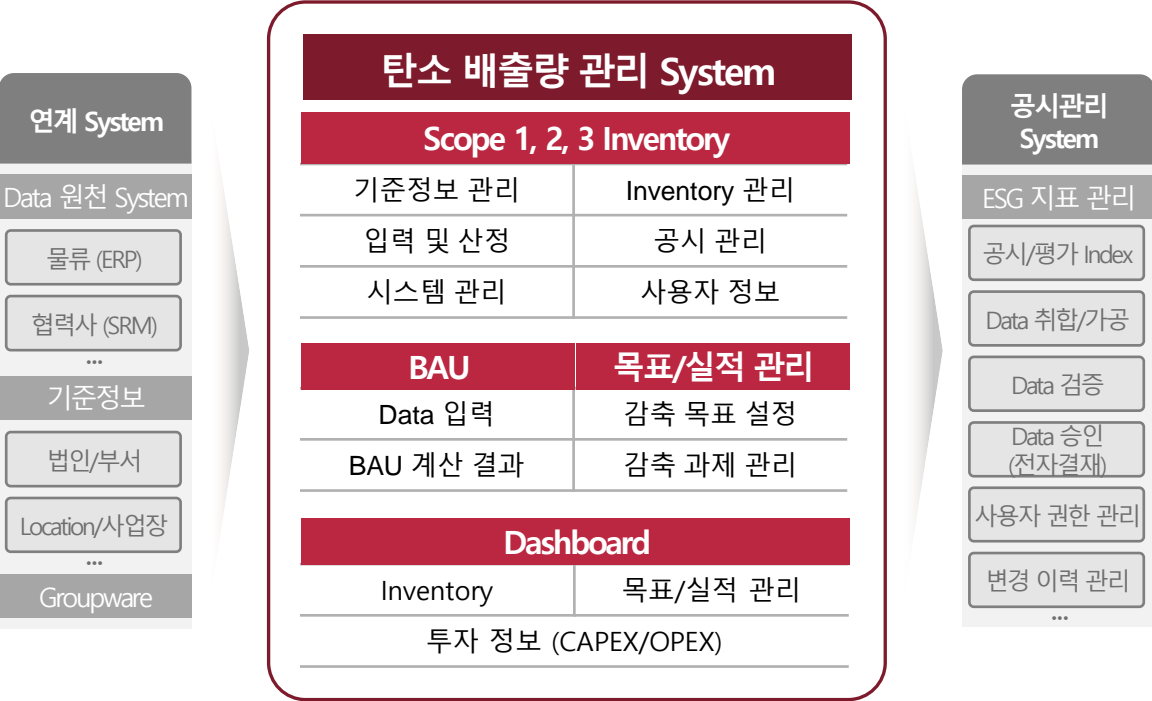 연계 System
Data 원천 System
물류 (ERP)
협력사 (SRM)
...
기준정보
법인/부서
Location/사업장
...
Groupware
탄소 배출량 관리 System
Scope 1, 2, 3 Inventory
기준정보 관리
Inventory 관리
입력 및 산정
공시 관리
시스템 관리
사용자 정보
BAU
목표/실적 관리
Data 입력
감축 목표 설정
BAU 계산 결과
감축 과제 관리
Dashboard
Inventory
목표/실적 관리
투자 정보 (CAPEX/OPEX)
공시관리
System
ESG 지표 관리
공시/평가 Index
Data 취합/가공
Data 검증
Data 승인
(전자결재)
사용자 권한 관리
변경 이력 관리
...